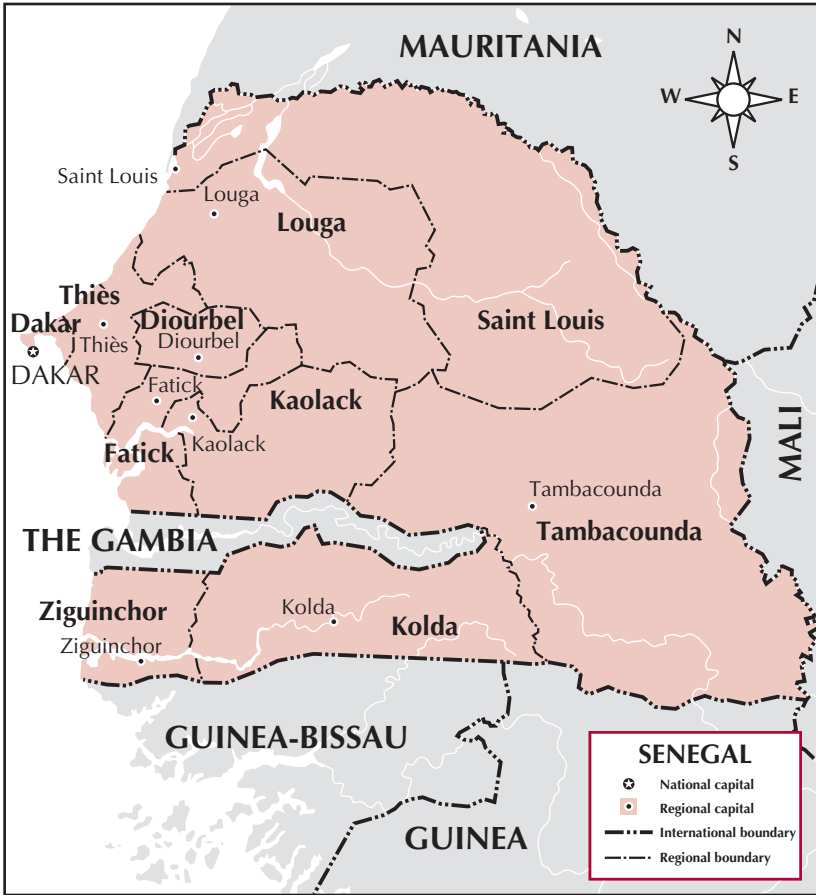 MAURITANIA
N
W
E
S
Saint Louis
Louga
Louga
Thiès
Dakar
Diourbel
Saint Louis
Thiès
Diourbel
DAKAR
Fatick
Kaolack
Kaolack
Fatick
MALI
Tambacounda
Tambacounda
THE GAMBIA
Ziguinchor
Kolda
Kolda
Ziguinchor
GUINEA-BISSAU
GUINEA
SENEGAL
National capital
Regional capital
International boundary
Regional boundary